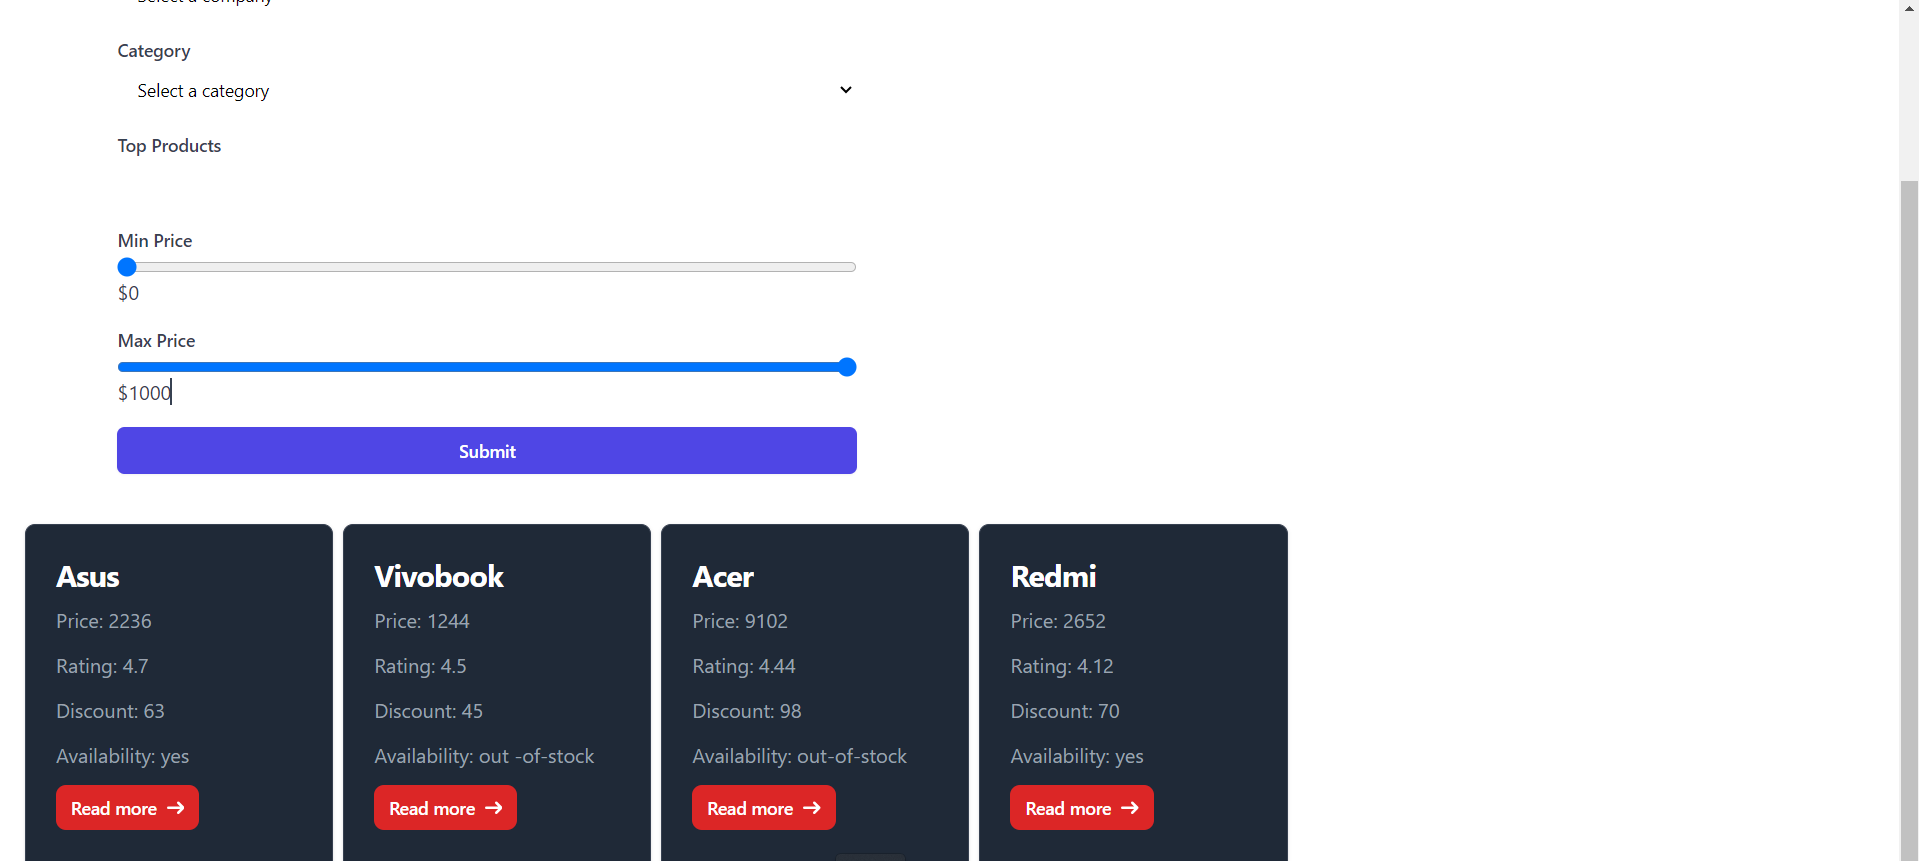 Select a company
Category
Select a category
Top Products
Min Price
$0
Max Price
$1000
Submit
Asus
Price: 2236
Rating: 4.7
Discount: 63
Availability: yes
Read more
Vivobook
Price: 1244
Rating: 4.5
Discount: 45
Availability: out -of-stock
Read more
Acer
Price: 9102
Rating: 4.44
Discount: 98
Availability: out-of-stock
Read more
Redmi
Price: 2652
Rating: 4.12
Discount: 70
Availability: yes
Read more